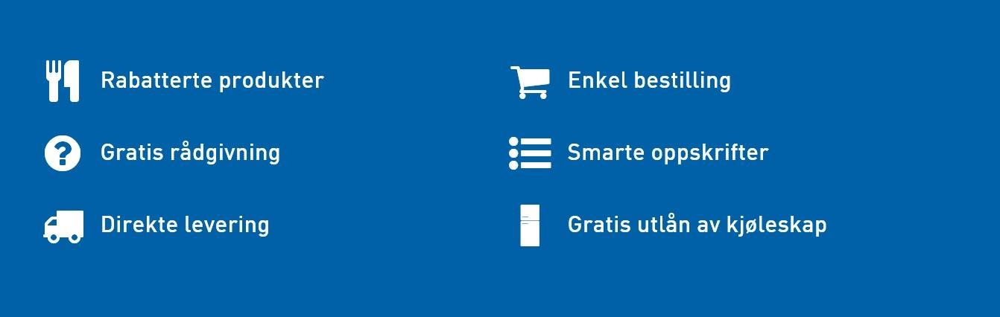 Rabatterte produkter
Enkel bestilling
Gratis rådgivning
Smarte oppskrifter
Direkte levering
Gratis utlån av kjøleskap